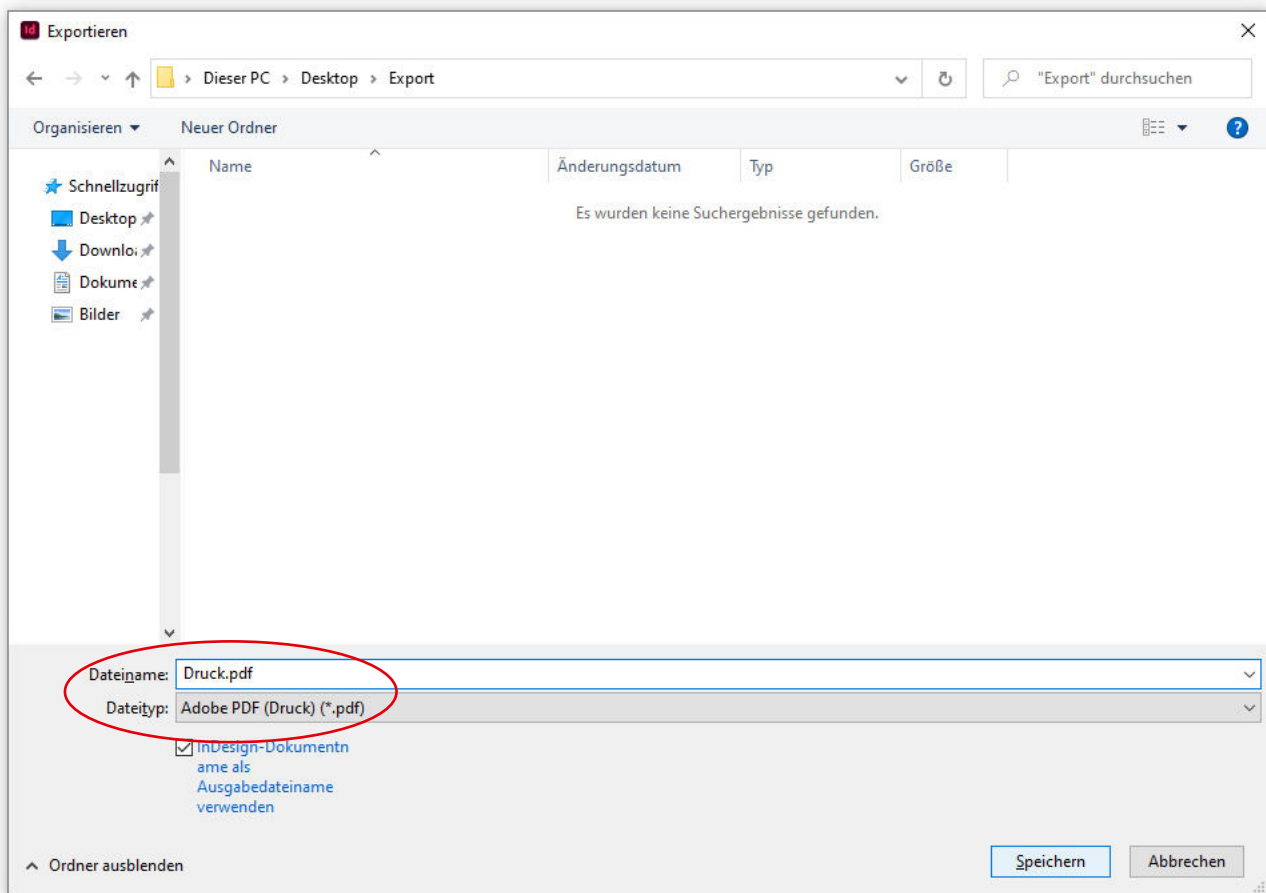 Id Exportieren
Dieser PC > Desktop > Export
"Export" durchsuchen
Organisieren
Neuer Ordner
?
Name
Änderungsdatum
Typ
Größe
Schnellzugrif
Es wurden keine Suchergebnisse gefunden.
Desktop
Downloa
Dokume
Bilder
Dateiname: Druck.pdf
Dateityp: Adobe PDF (Druck) (*.pdf)
InDesign-Dokumentn
ame als
Ausgabedateiname
verwenden
Ordner ausblenden
Speichern
Abbrechen